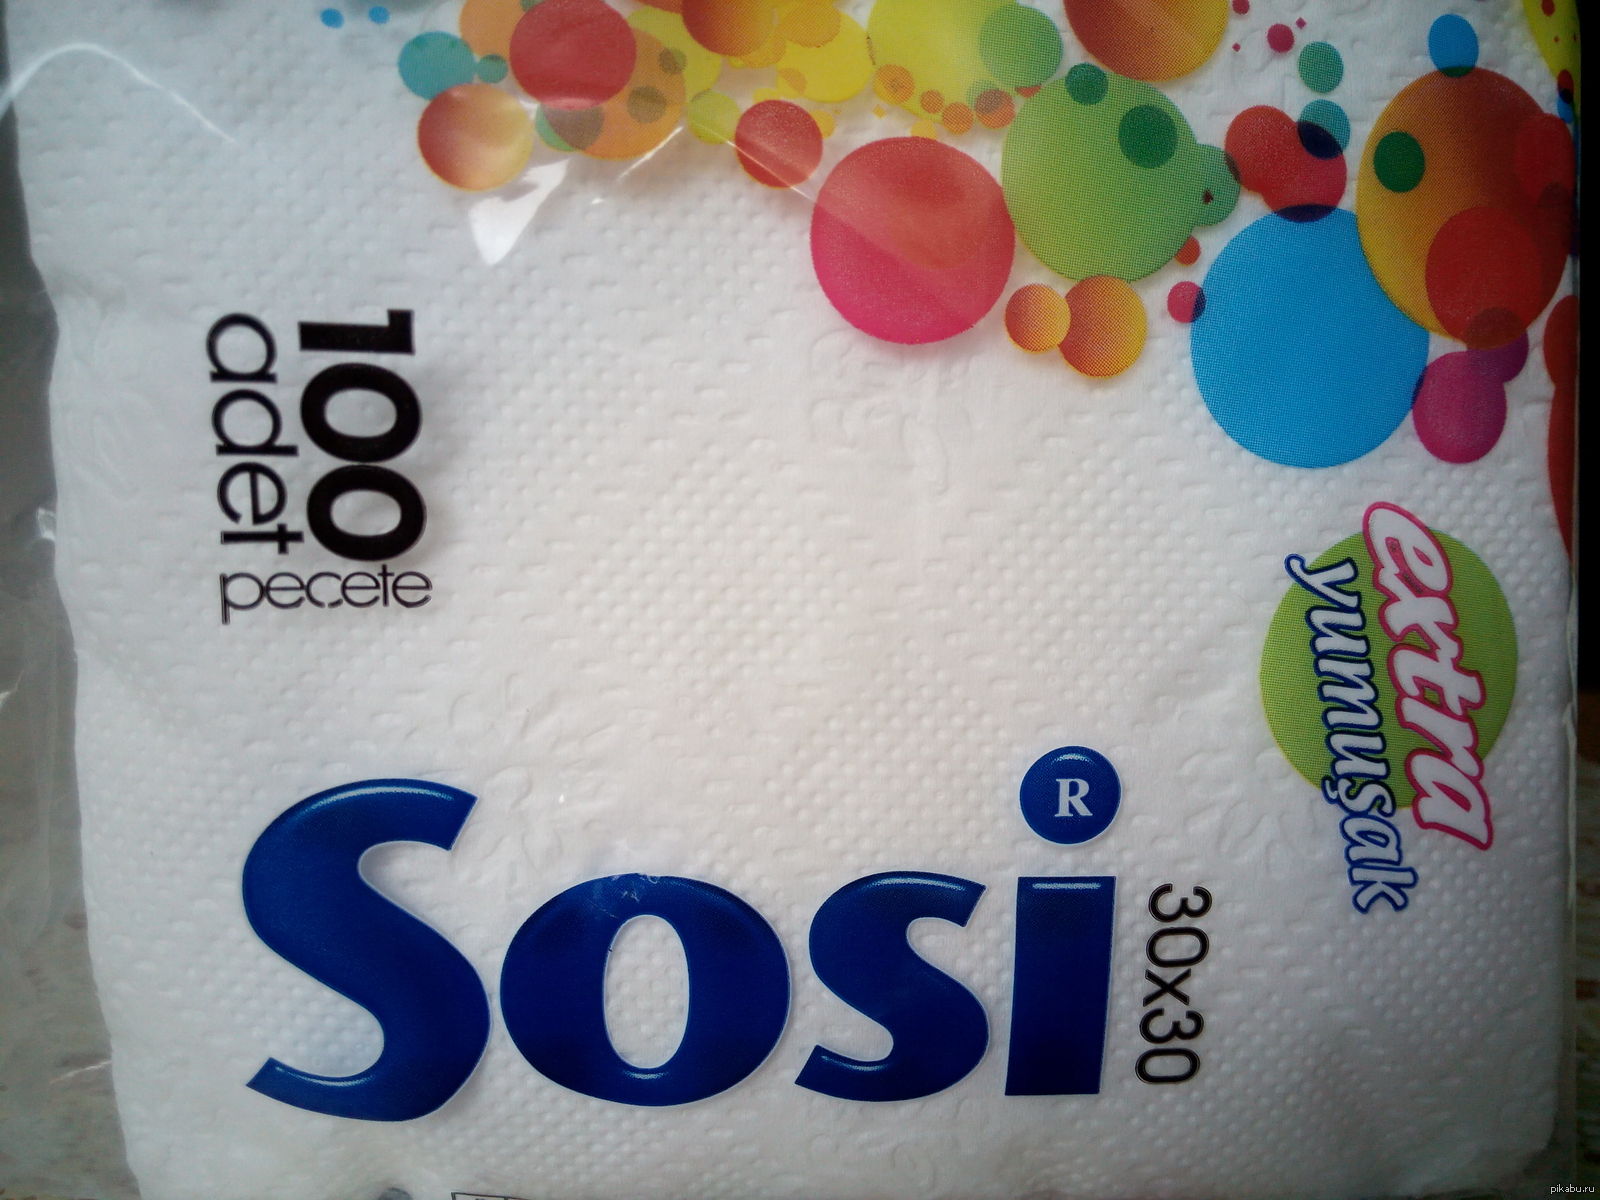 100
adet
pecete
extra
yumuşak
Sosi
R
30x30
pikabu.ru